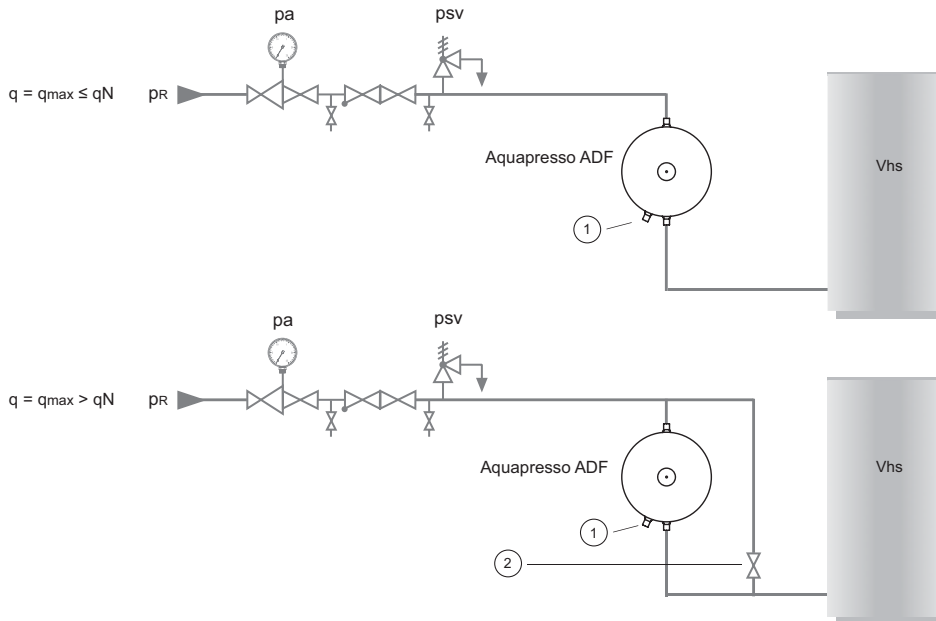 pa
psv
q = qmax ≤ qN
pR
Aquapresso ADF
Vhs
1
pa
psv
q = qmax > qN
pR
Aquapresso ADF
Vhs
1
2